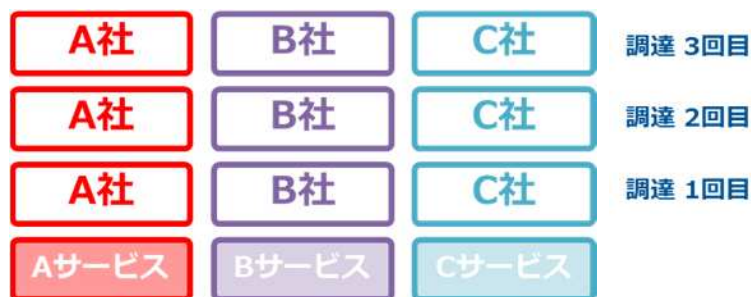 A社 B社 C社 調達 3回目
A社 B社 C社 調達 2回目
A社 B社 C社 調達 1回目
Aサービス Bサービス Cサービス